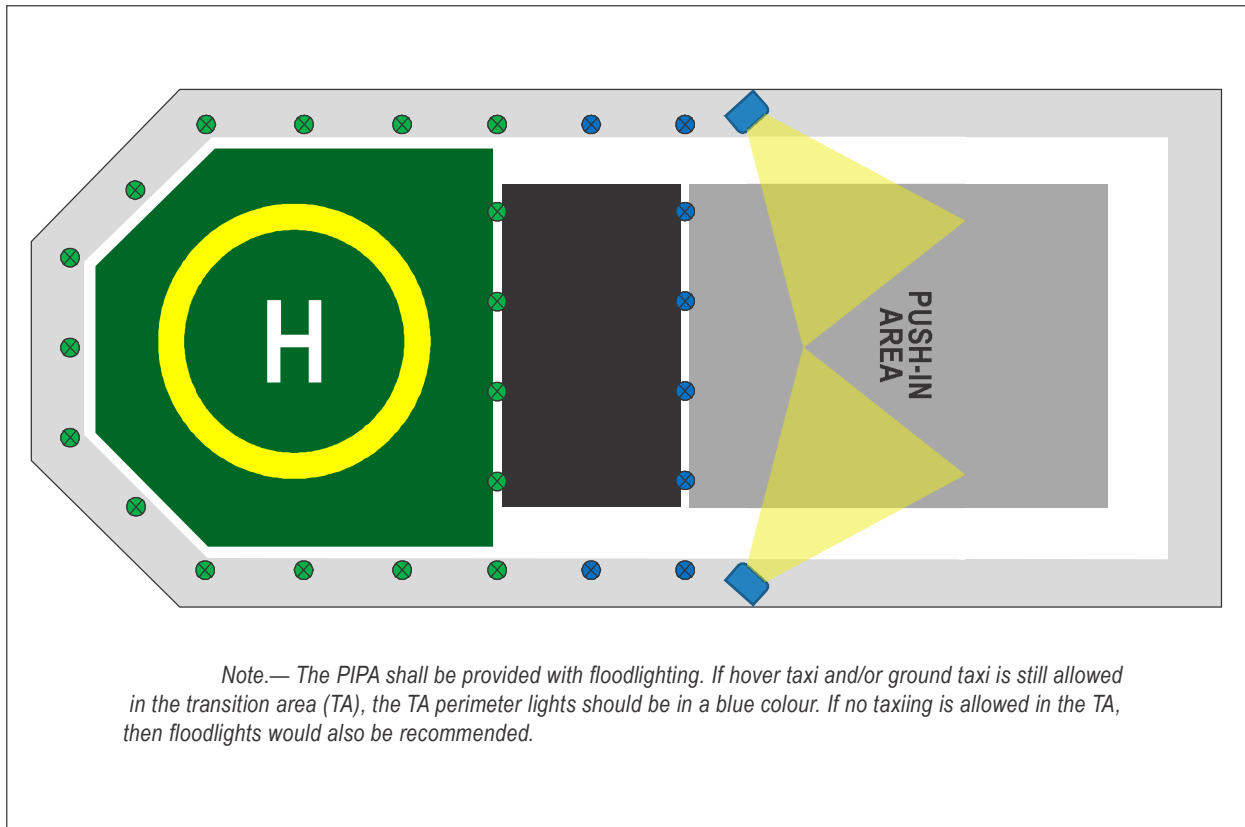 H
PUSH-IN
AREA
Note.— The PIPA shall be provided with floodlighting. If hover taxi and/or ground taxi is still allowed
in the transition area (TA), the TA perimeter lights should be in a blue colour. If no taxiing is allowed in the TA,
then floodlights would also be recommended.